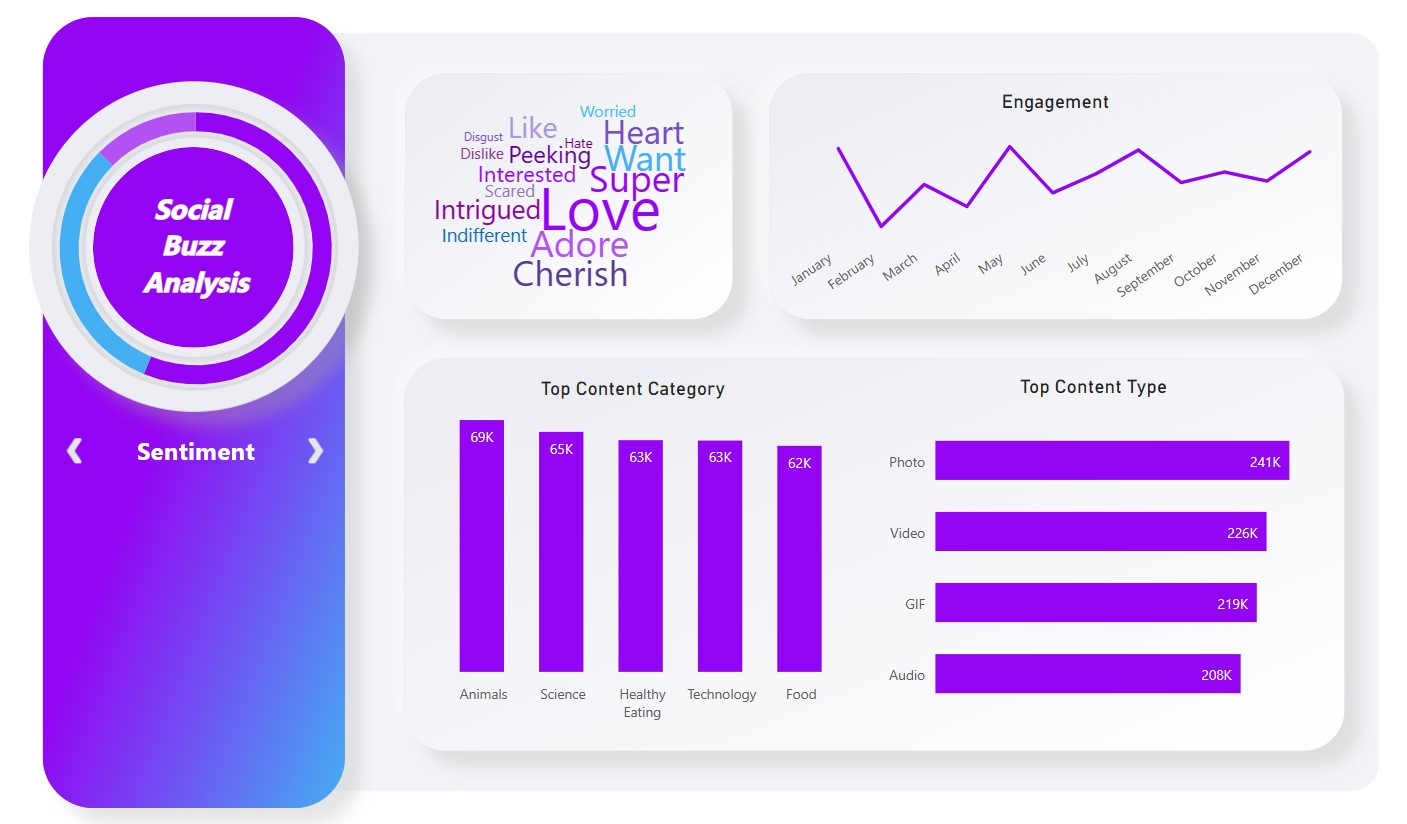 Social
Buzz
Analysis
❮ Sentiment ❯
Worried
Like
Heart
Disgust
Hate
Dislike
Peeking
Want
Interested
Super
Scared
Love
Intrigued
Indifferent
Adore
Cherish
Engagement
January
February
March
April
May
June
July
August
September
October
November
December
Top Content Category
69K
65K
63K
63K
62K
Animals
Science
Healthy
Eating
Technology
Food
Top Content Type
Photo 241K
Video 226K
GIF 219K
Audio 208K